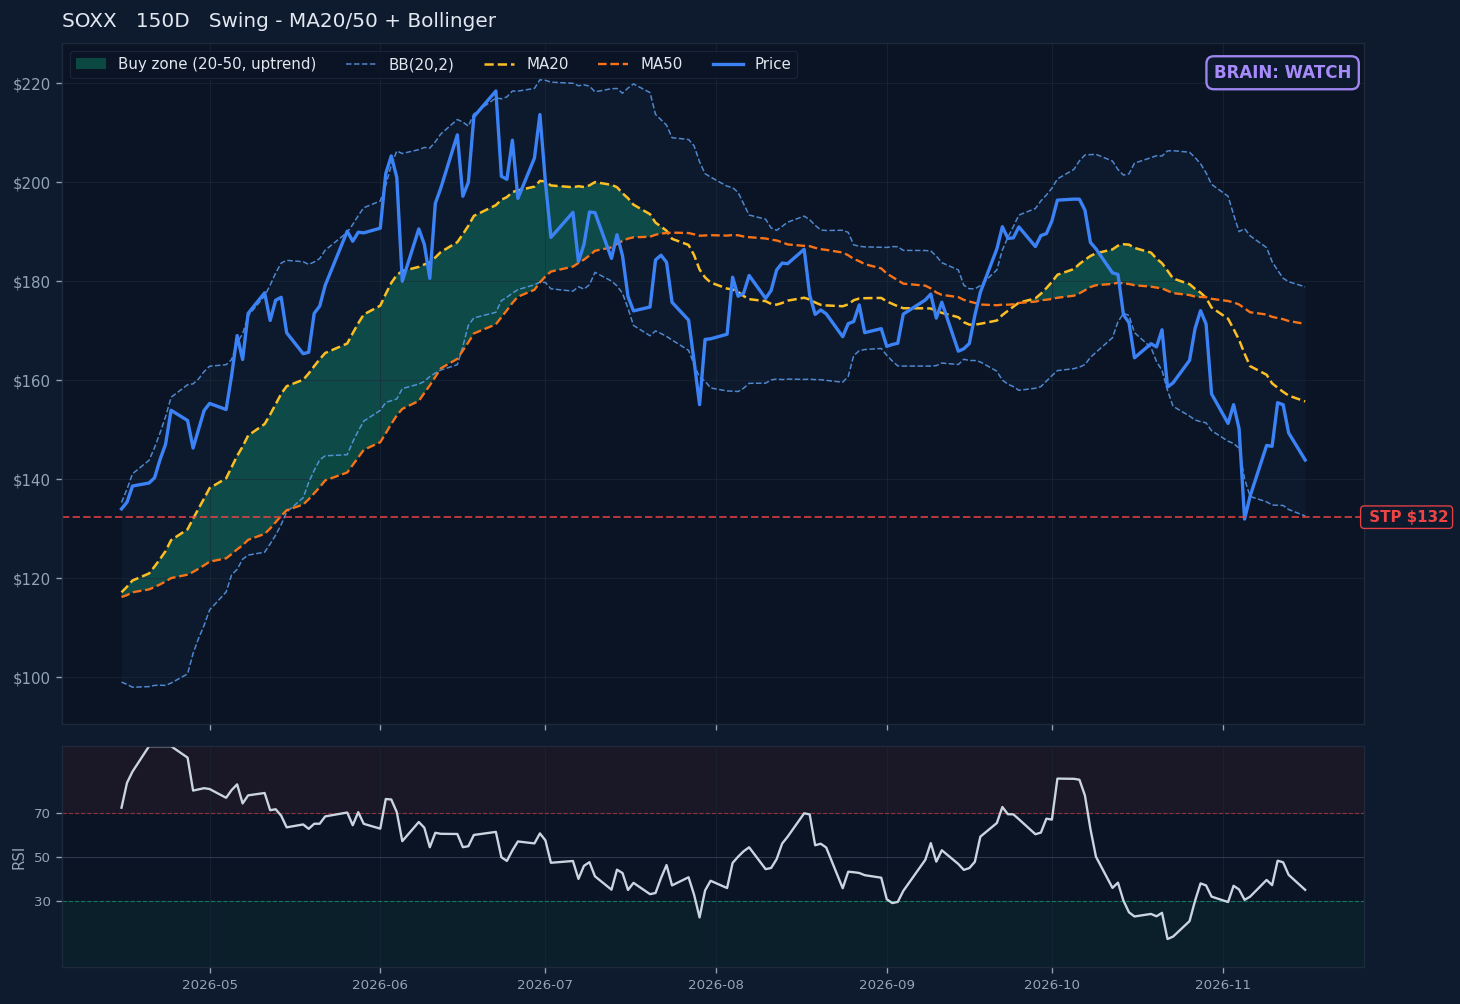 SOXX   150D   Swing - MA20/50 + Bollinger
Buy zone (20-50, uptrend)
BB(20,2)
MA20
MA50
Price
BRAIN: WATCH
$220
$200
$180
$160
$140
$120
$100
STP $132
RSI
70
50
30
2026-05
2026-06
2026-07
2026-08
2026-09
2026-10
2026-11